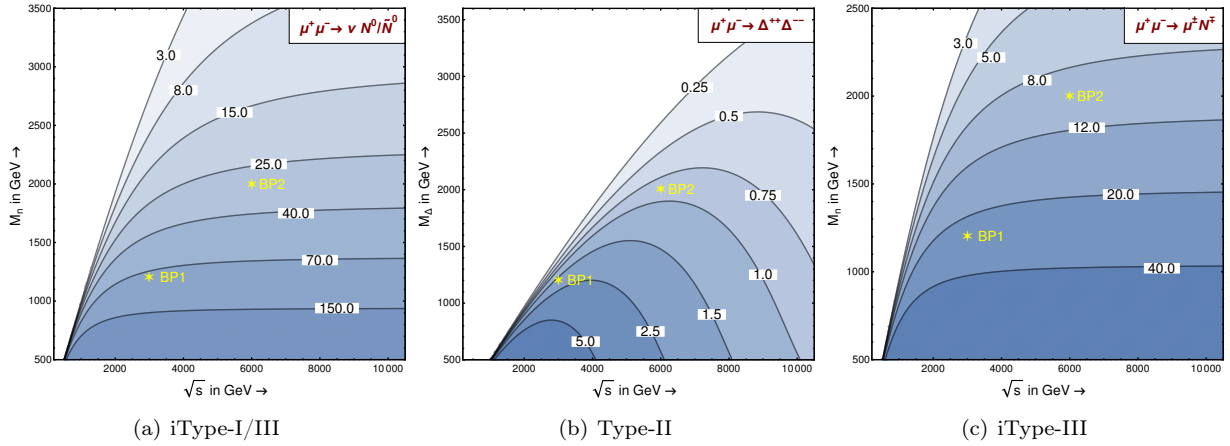 μ⁺μ⁻→ ν N⁰/Ñ⁰
3500
3000
2500
2000
1500
1000
500
Mₙ in GeV →
3.0
8.0
15.0
25.0
BP2
40.0
70.0
BP1
150.0
2000 4000 6000 8000 10 000
√s in GeV →
(a) iType-I/III
μ⁺μ⁻→ Δ⁺⁺Δ⁻⁻
3500
3000
2500
2000
1500
1000
500
M_Δ in GeV →
0.25
0.5
BP2
0.75
BP1
1.0
1.5
2.5
5.0
2000 4000 6000 8000 10 000
√s in GeV →
(b) Type-II
μ⁺μ⁻→ μ±N∓
2500
2000
1500
1000
500
Mₙ in GeV →
3.0
5.0
8.0
BP2
12.0
20.0
BP1
40.0
2000 4000 6000 8000 10 000
√s in GeV →
(c) iType-III